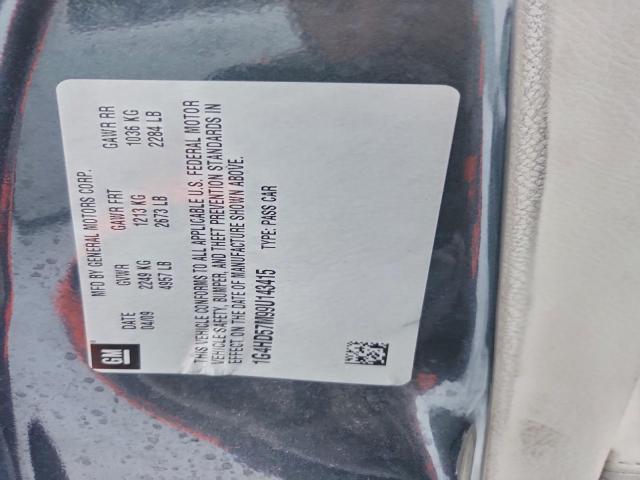 GM
MFD BY GENERAL MOTORS CORP.
DATE GVWR GAWR FRT GAWR RR
04/09 2249 KG 1213 KG 1036 KG
4957 LB 2673 LB 2284 LB
THIS VEHICLE CONFORMS TO ALL APPLICABLE U.S. FEDERAL MOTOR
VEHICLE SAFETY, BUMPER, AND THEFT PREVENTION STANDARDS IN
EFFECT ON THE DATE OF MANUFACTURE SHOWN ABOVE.
1G4HD57M99U143415 TYPE: PASS CAR